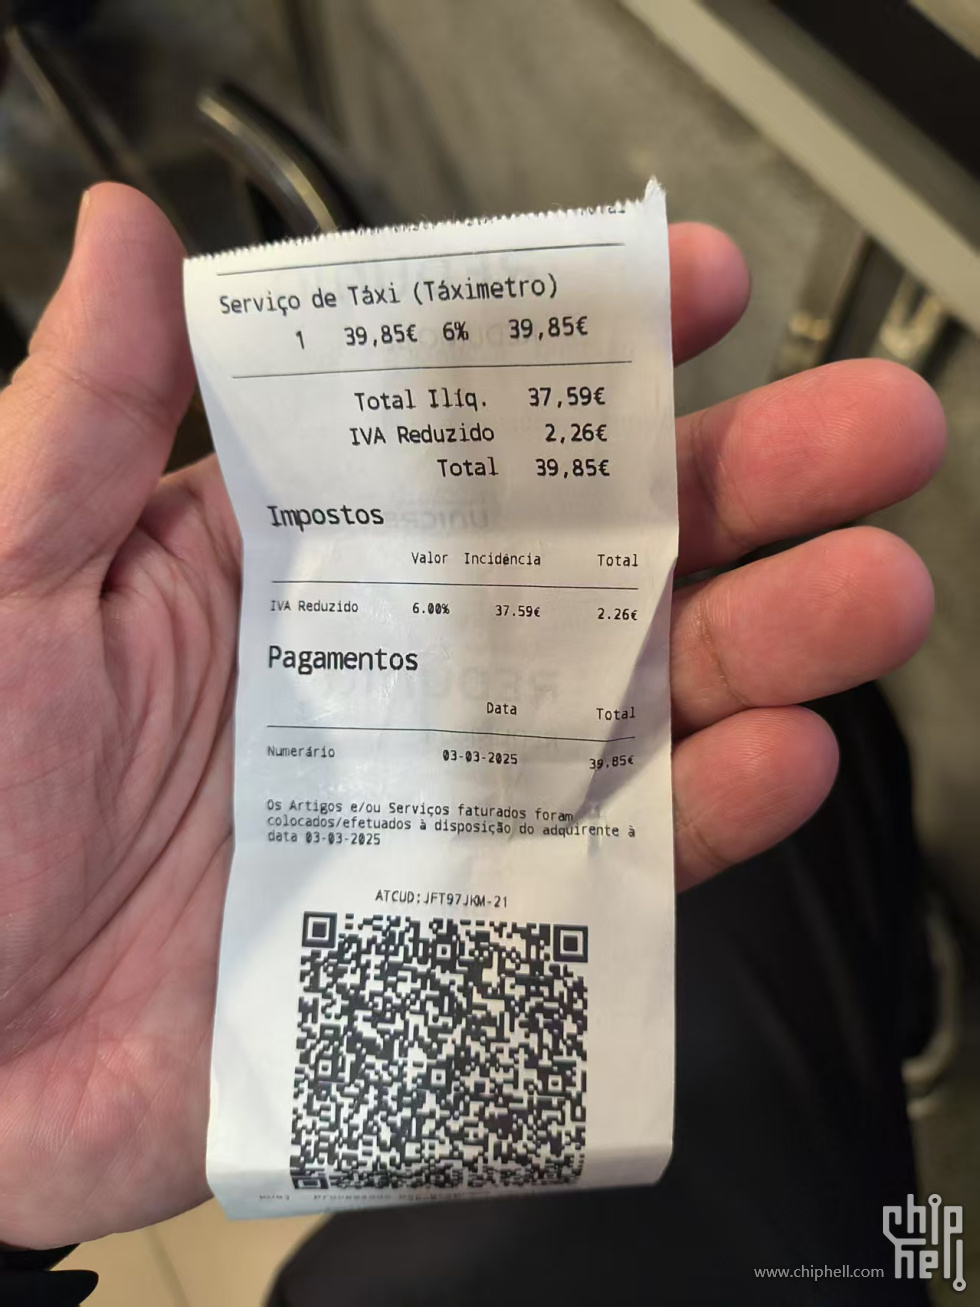 Serviço de Táxi (Táximetro)
1 39,85€ 6% 39,85€
Total Ilíq. 37,59€
IVA Reduzido 2,26€
Total 39,85€
Impostos
Valor Incidência Total
IVA Reduzido 6.00% 37.59€ 2.26€
Pagamentos
Data Total
Numerário 03-03-2025 39.85€
Os Artigos e/ou Serviços faturados foram
colocados/efetuados à disposição do adquirente à
data 03-03-2025
ATCUD:JFT97JKM-21
chip
hell
www.chiphell.com